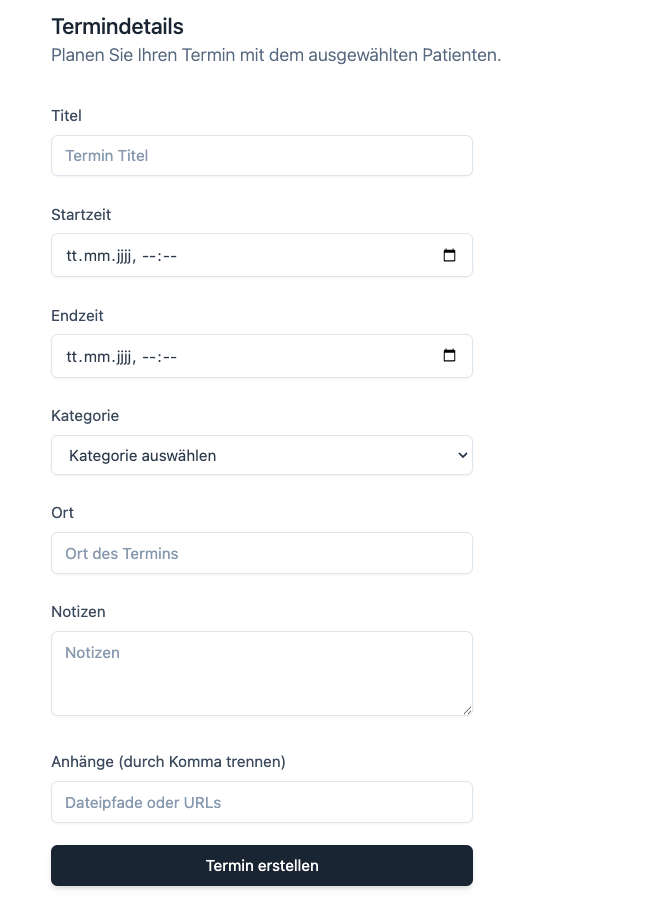 Termindetails
Planen Sie Ihren Termin mit dem ausgewählten Patienten.
Titel
Termin Titel
Startzeit
tt.mm.jjjj, --:--
Endzeit
tt.mm.jjjj, --:--
Kategorie
Kategorie auswählen
Ort
Ort des Termins
Notizen
Notizen
Anhänge (durch Komma trennen)
Dateipfade oder URLs
Termin erstellen